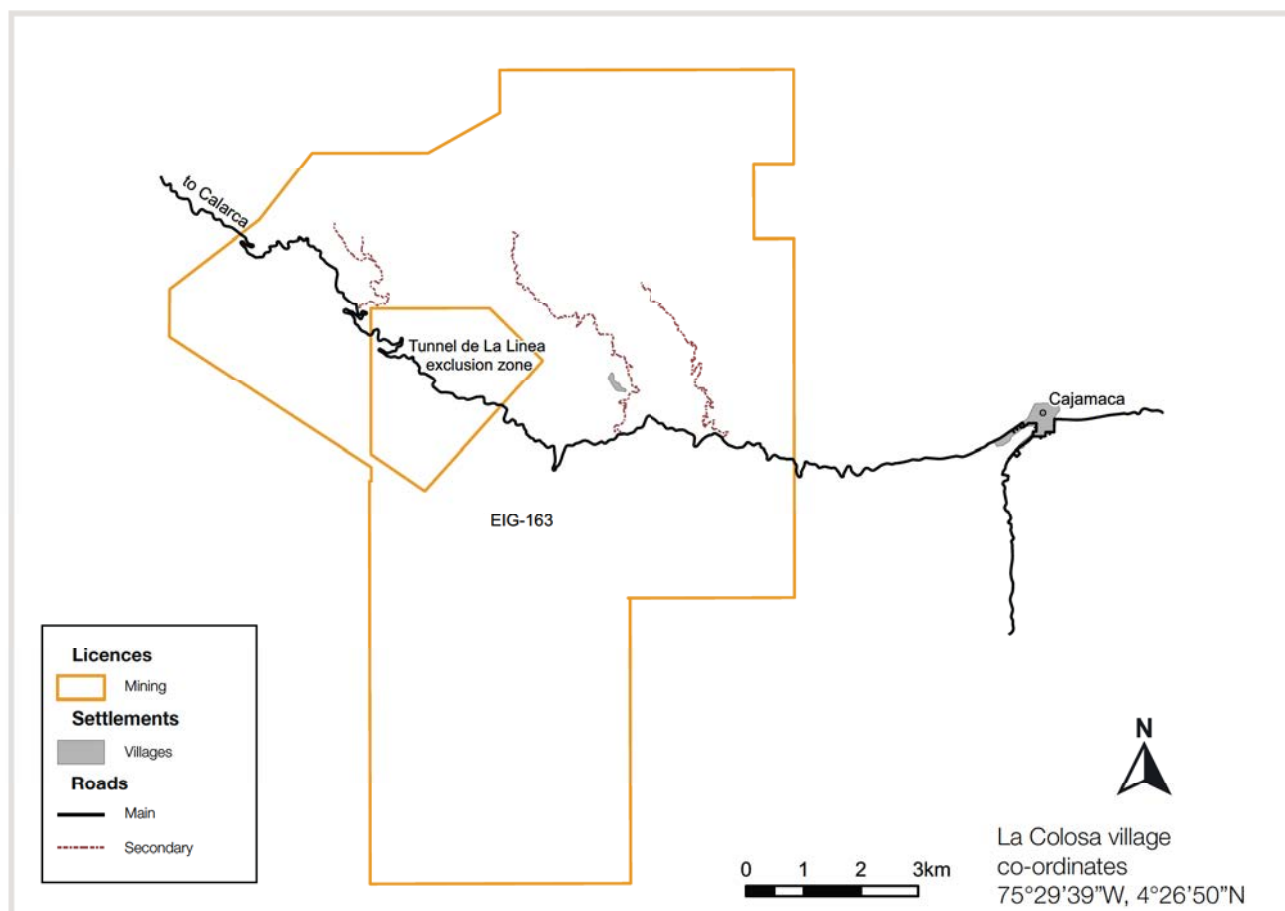 to Calarca
Tunnel de La Linea
exclusion zone
Cajamaca
EIG-163
Licences
Mining
Settlements
Villages
Roads
Main
Secondary
N
0 1 2 3km
La Colosa village
co-ordinates
75°29'39"W, 4°26'50"N